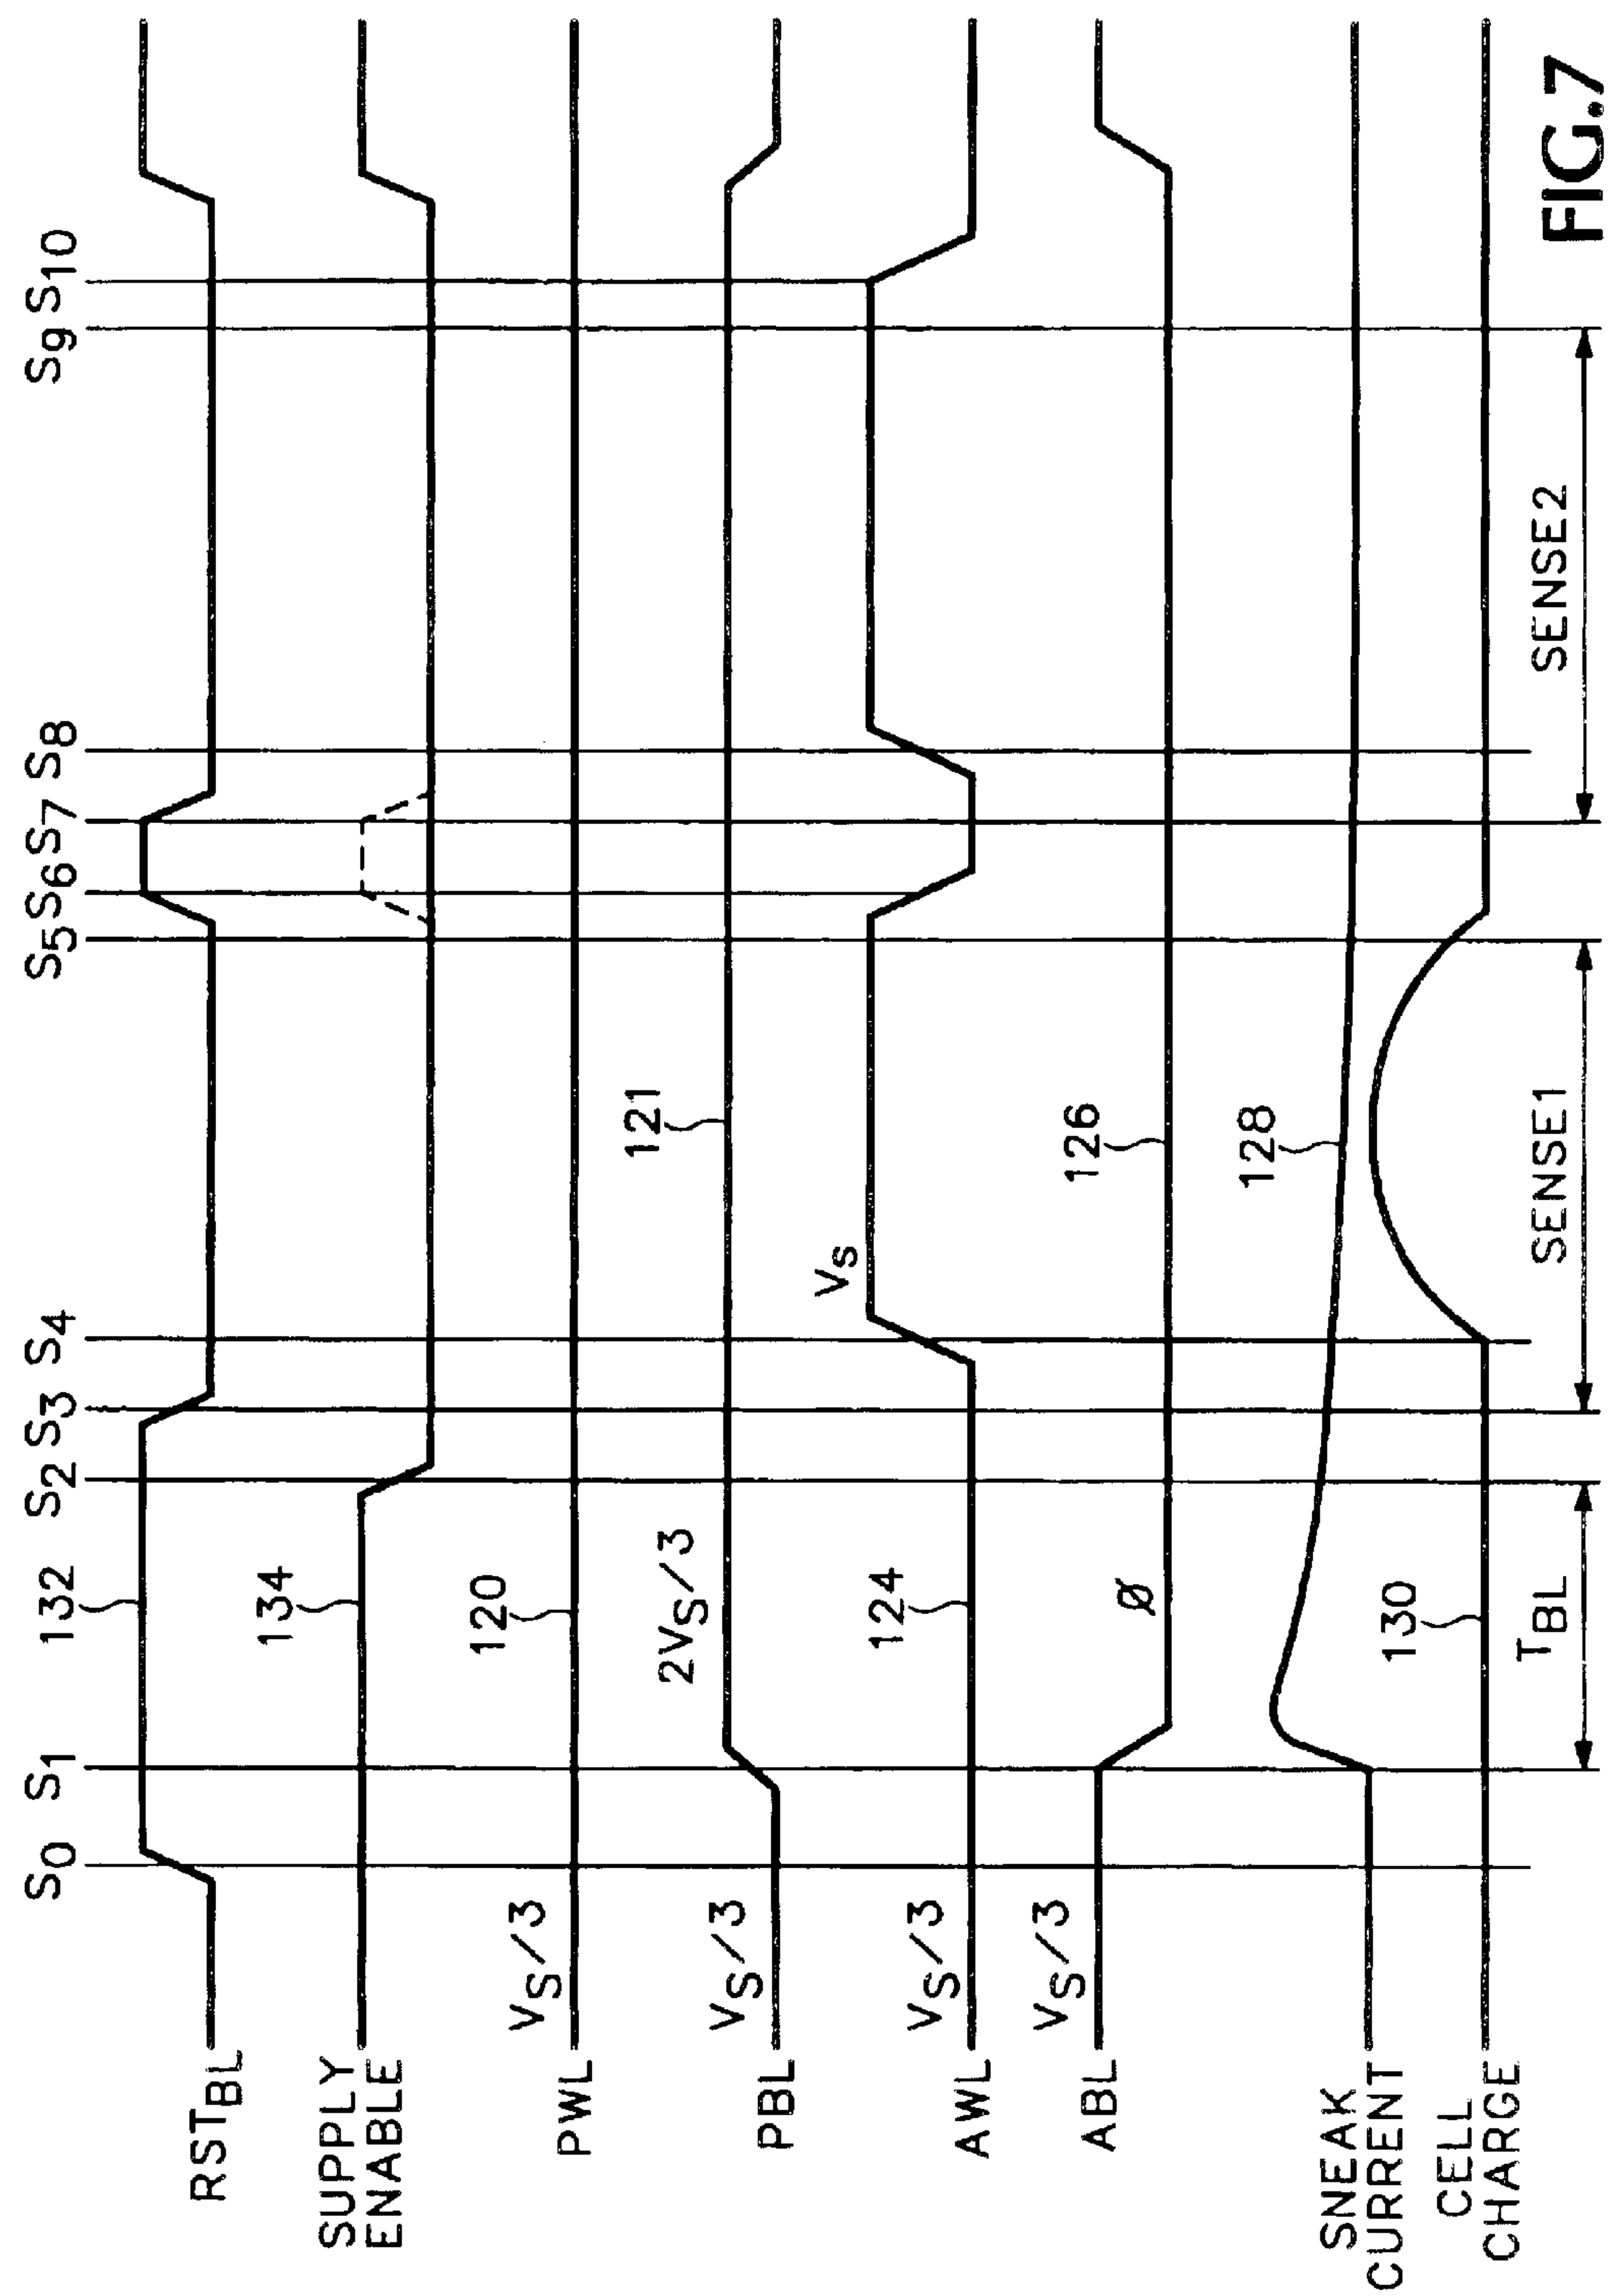 S0 S1 S2 S3 S4 S5 S6 S7 S8 S9 S10
RSTBL
132
SUPPLY
ENABLE
134
PWL
VS/3
120
PBL
VS/3
2VS/3
121
AWL
VS/3
124
Vs
ABL
VS/3
Ø
126
SNEAK
CURRENT
128
CELL
CHARGE
130
TBL
SENSE1
SENSE2
FIG.7